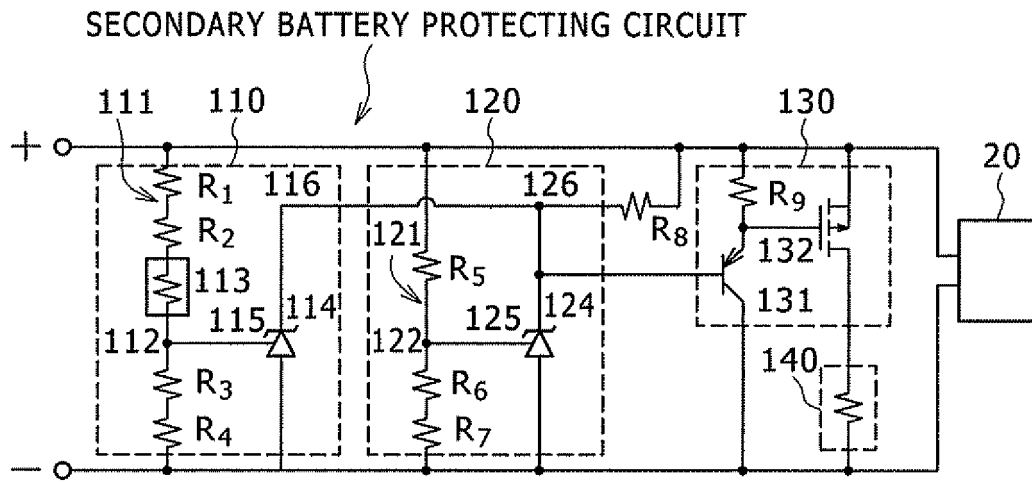 SECONDARY BATTERY PROTECTING CIRCUIT
111 110 120 130
+
116 126 20
R1
R2 R8 R9
121
113 R5 132
114 124
115 125 131
112 122
140
R3 R6
R4 R7
−